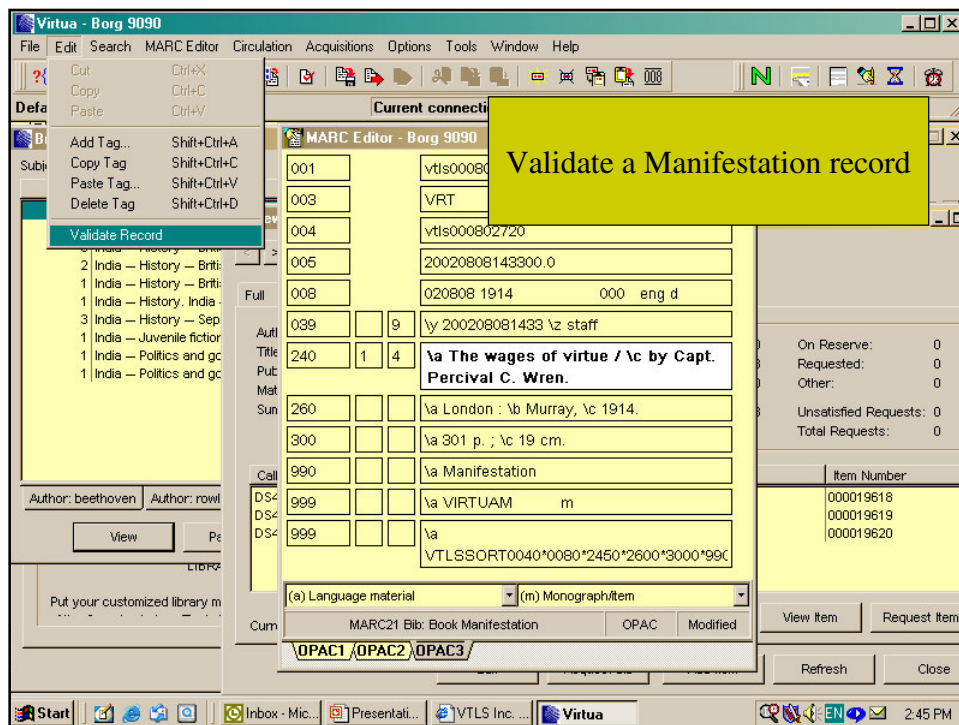 Virtua - Borg 9090
File Edit Search MARC Editor Circulation Acquisitions Options Tools Window Help
Cut Ctrl+X
Copy Ctrl+C
Paste Ctrl+V
Add Tag... Shift+Ctrl+A
Copy Tag Shift+Ctrl+C
Paste Tag... Shift+Ctrl+V
Delete Tag Shift+Ctrl+D
Validate Record
Current connecti
Validate a Manifestation record
2 India -- History -- Briti
1 India -- History -- Briti
1 India -- History. India
3 India -- History -- Sep
1 India -- Juvenile fiction
1 India -- Politics and go
1 India -- Politics and go
Author: beethoven Author: rowl
View
Put your customized library m
Full
MARC Editor - Borg 9090
001 vtls00080
003 VRT
004 vtls000802720
005 20020808143300.0
008 020808 1914 000 eng d
039 9 \y 200208081433 \z staff
240 1 4 \a The wages of virtue / \c by Capt.
Percival C. Wren.
260 \a London : \b Murray, \c 1914.
300 \a 301 p. ; \c 19 cm.
990 \a Manifestation
999 \a VIRTUAM m
999 \a
VTLSSORT0040*0080*2450*2600*3000*990
(a) Language material (m) Monograph/Item
MARC21 Bib: Book Manifestation OPAC Modified
OPAC1 OPAC2 OPAC3
On Reserve: 0
Requested: 0
Other: 0
Unsatisfied Requests: 0
Total Requests: 0
Item Number
000019618
000019619
000019620
View Item Request Item
Refresh Close
Start Inbox - Mic... Presentati... VTLS Inc. ... Virtua EN 2:45 PM